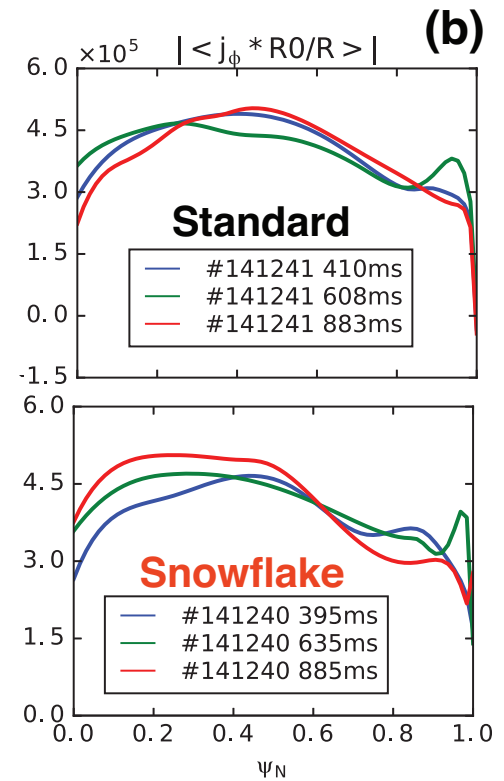 (b)
×10⁵ | < j_ϕ * R0/R > |
6.0
4.5
3.0
Standard
#141241 410ms
#141241 608ms
#141241 883ms
0.0
-1.5
6.0
4.5
3.0
Snowflake
#141240 395ms
#141240 635ms
#141240 885ms
1.5
0.0
0.0 0.2 0.4 0.6 0.8 1.0
ψ_N